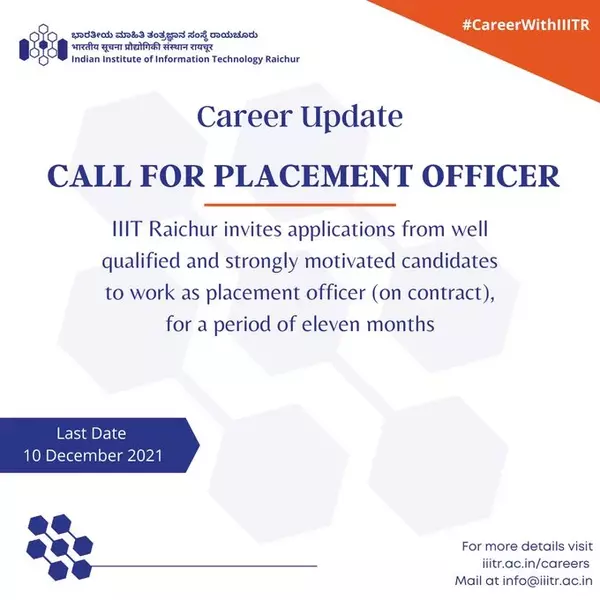 #CareerWithIIITR
ಭಾರತೀಯ ಮಾಹಿತಿ ತಂತ್ರಜ್ಞಾನ ಸಂಸ್ಥೆ ರಾಯಚೂರು
भारतीय सूचना प्रौद्योगिकी संस्थान रायचूर
Indian Institute of Information Technology Raichur
Career Update
CALL FOR PLACEMENT OFFICER
IIIT Raichur invites applications from well
qualified and strongly motivated candidates
to work as placement officer (on contract),
for a period of eleven months
Last Date
10 December 2021
For more details visit
iiitr.ac.in/careers
Mail at info@iiitr.ac.in